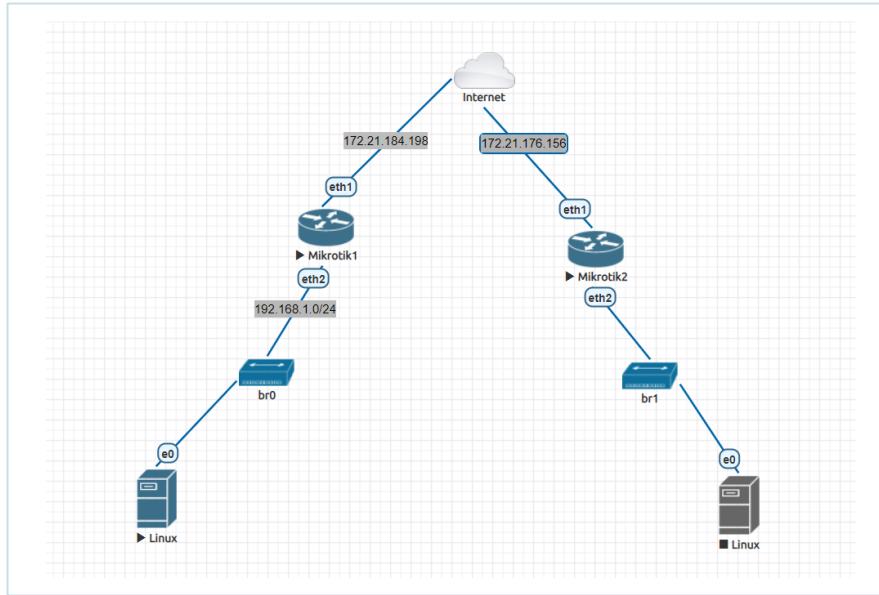 Internet
172.21.184.198
172.21.176.156
eth1
eth1
Mikrotik1
Mikrotik2
eth2
eth2
192.168.1.0/24
br0
br1
e0
e0
Linux
Linux